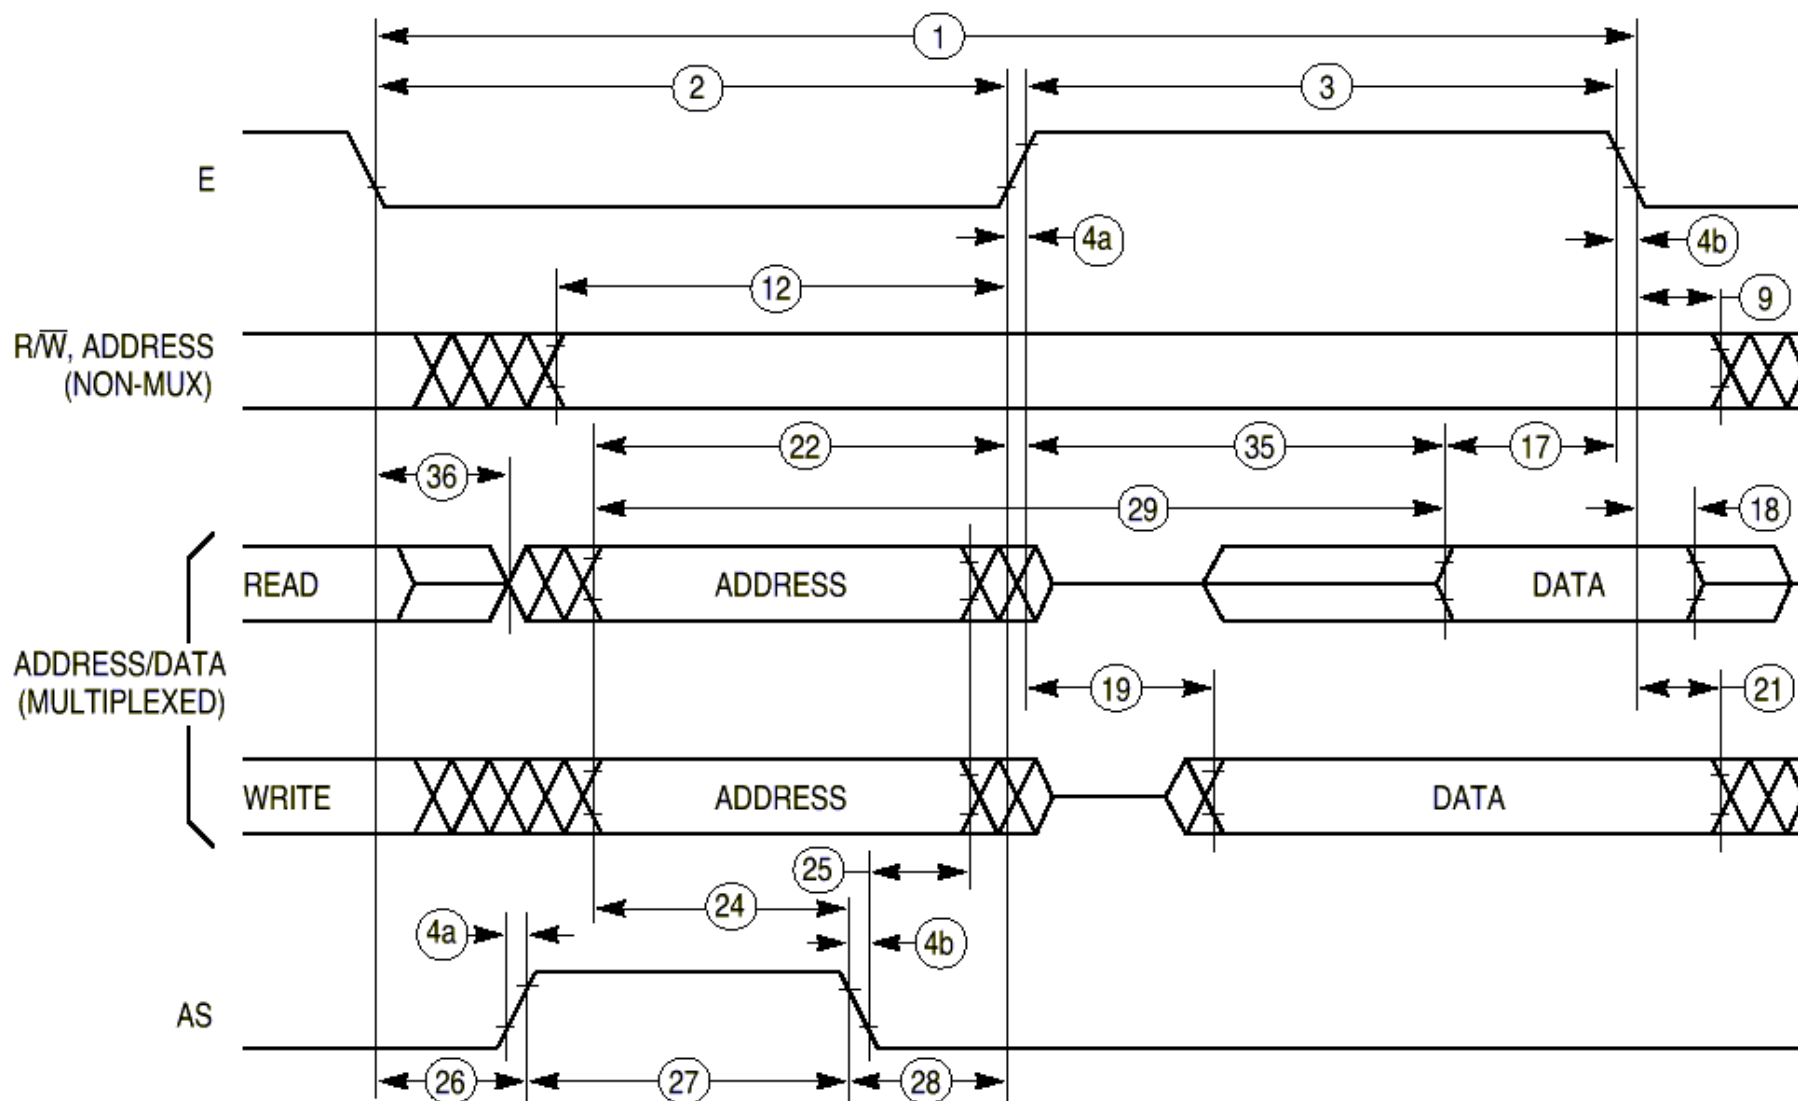 1
2
3
E
4a
4b
12
9
R/W̅, ADDRESS
(NON-MUX)
22
35
17
36
29
18
READ
ADDRESS
DATA
ADDRESS/DATA
(MULTIPLEXED)
19
21
WRITE
ADDRESS
DATA
25
24
4a
4b
AS
26
27
28